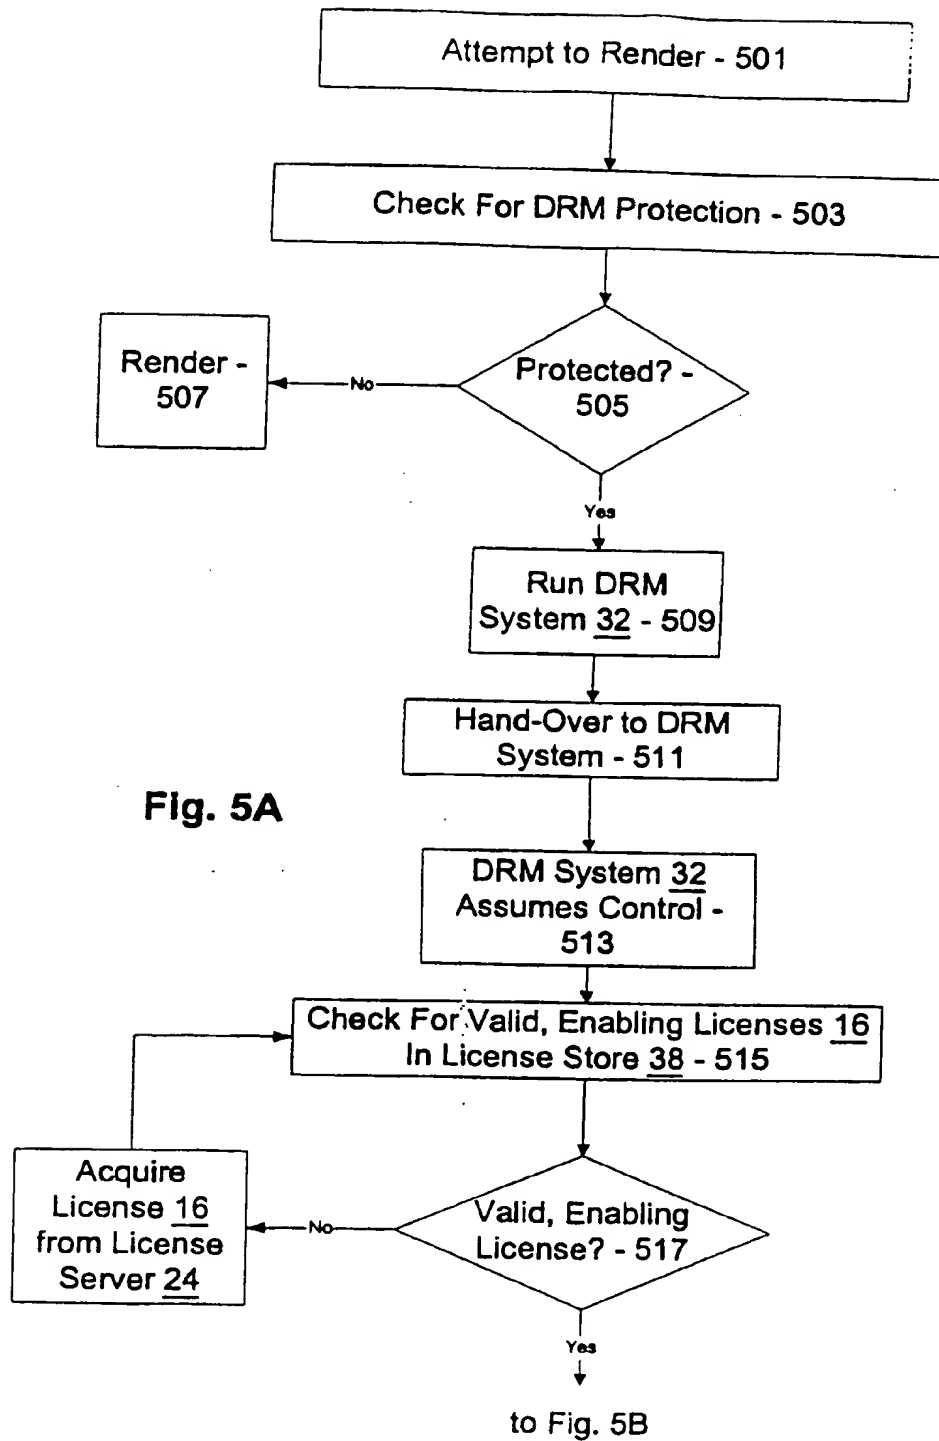 Attempt to Render - 501
Check For DRM Protection - 503
Protected? -
505
No
Render -
507
Yes
Run DRM
System 32 - 509
Hand-Over to DRM
System - 511
Fig. 5A
DRM System 32
Assumes Control -
513
Check For Valid, Enabling Licenses 16
In License Store 38 - 515
Valid, Enabling
License? - 517
No
Acquire
License 16
from License
Server 24
Yes
to Fig. 5B